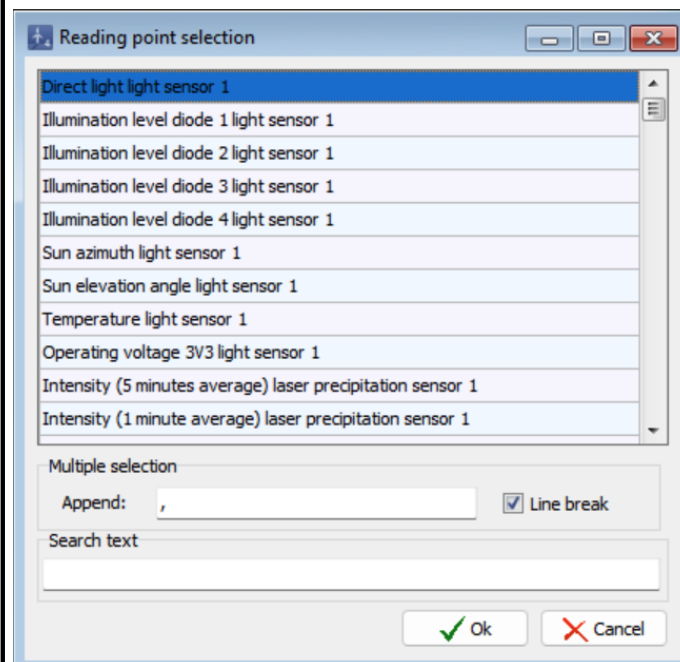 Reading point selection
Direct light light sensor 1
Illumination level diode 1 light sensor 1
Illumination level diode 2 light sensor 1
Illumination level diode 3 light sensor 1
Illumination level diode 4 light sensor 1
Sun azimuth light sensor 1
Sun elevation angle light sensor 1
Temperature light sensor 1
Operating voltage 3V3 light sensor 1
Intensity (5 minutes average) laser precipitation sensor 1
Intensity (1 minute average) laser precipitation sensor 1
Multiple selection
Append: , Line break
Search text
Ok Cancel